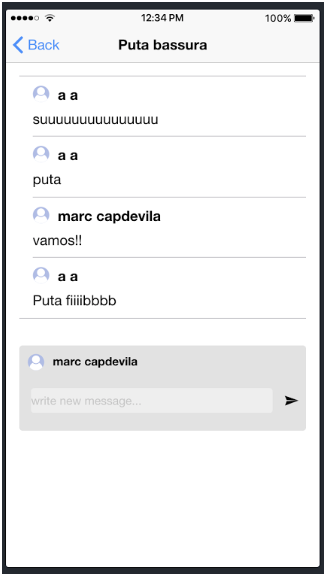 12:34 PM
100%
Back
Puta bassura
a a
suuuuuuuuuuuuuuu
a a
puta
marc capdevila
vamos!!
a a
Puta fiiiibbbb
marc capdevila
write new message...